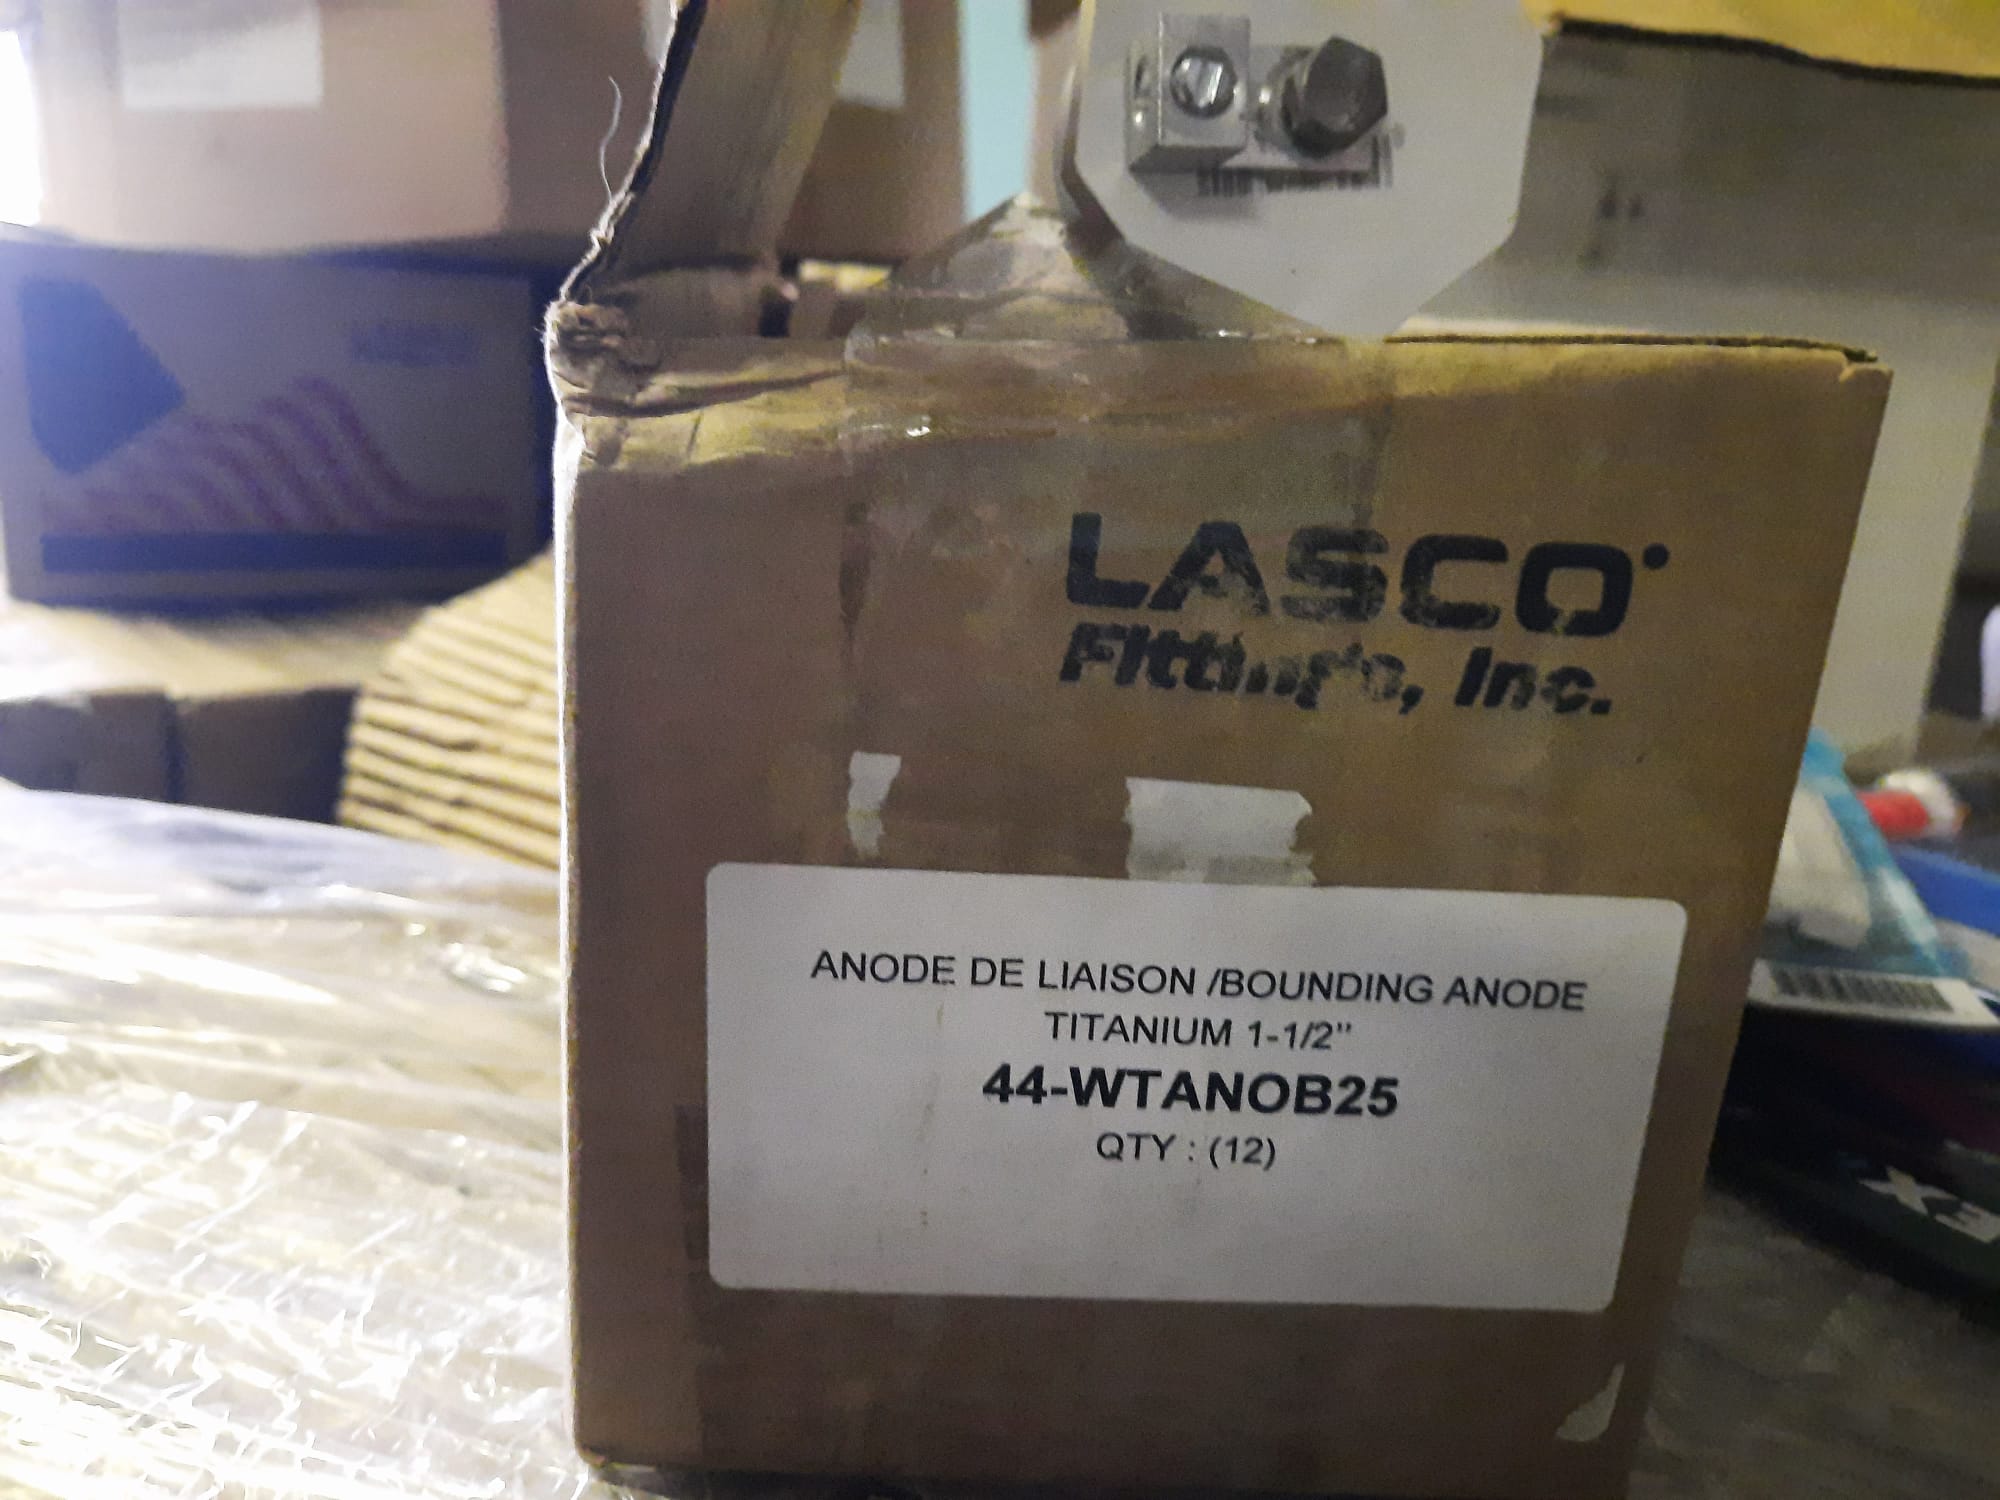 LASCO
Fittings, Inc.
ANODE DE LIAISON /BOUNDING ANODE
TITANIUM 1-1/2"
44-WTANOB25
QTY : (12)